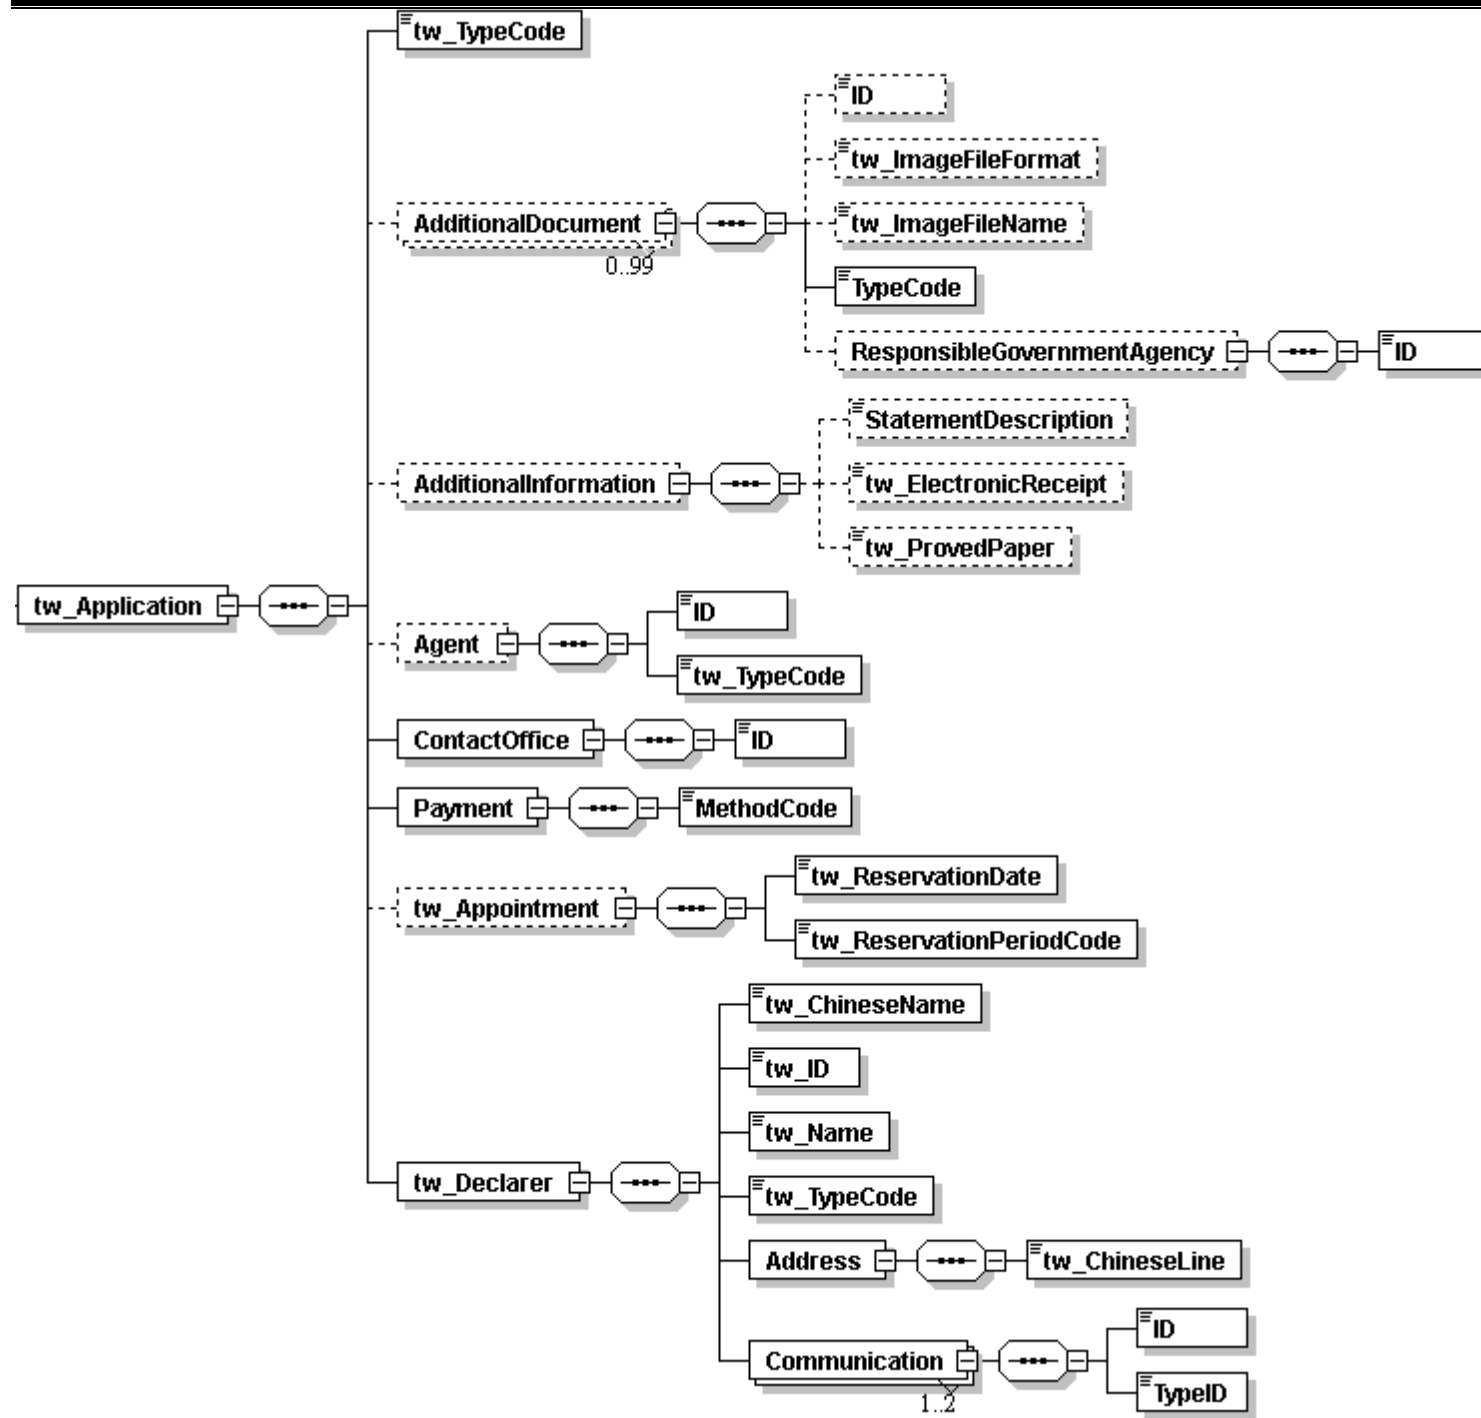 tw_TypeCode
ID
tw_ImageFileFormat
AdditionalDocument
0..99
tw_ImageFileName
TypeCode
ResponsibleGovernmentAgency
ID
StatementDescription
AdditionalInformation
tw_ElectronicReceipt
tw_ProvedPaper
tw_Application
ID
Agent
tw_TypeCode
ContactOffice
ID
Payment
MethodCode
tw_ReservationDate
tw_Appointment
tw_ReservationPeriodCode
tw_ChineseName
tw_ID
tw_Name
tw_Declarer
tw_TypeCode
Address
tw_ChineseLine
ID
Communication
1..2
TypeID